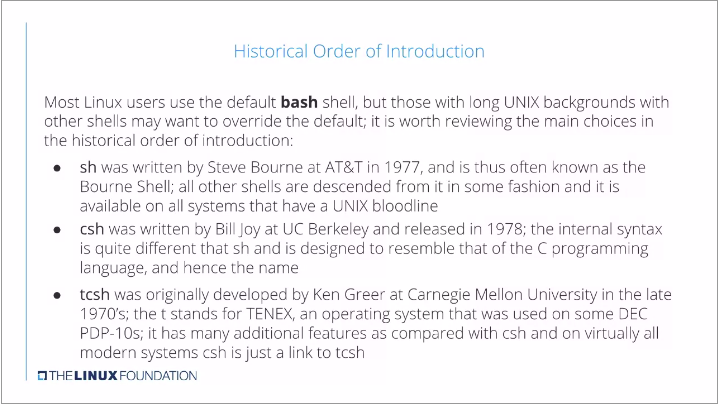 Historical Order of Introduction
Most Linux users use the default bash shell, but those with long UNIX backgrounds with
other shells may want to override the default; it is worth reviewing the main choices in
the historical order of introduction:
● sh was written by Steve Bourne at AT&T in 1977, and is thus often known as the
Bourne Shell; all other shells are descended from it in some fashion and it is
available on all systems that have a UNIX bloodline
● csh was written by Bill Joy at UC Berkeley and released in 1978; the internal syntax
is quite different that sh and is designed to resemble that of the C programming
language, and hence the name
● tcsh was originally developed by Ken Greer at Carnegie Mellon University in the late
1970's; the t stands for TENEX, an operating system that was used on some DEC
PDP-10s; it has many additional features as compared with csh and on virtually all
modern systems csh is just a link to tcsh
THE LINUX FOUNDATION